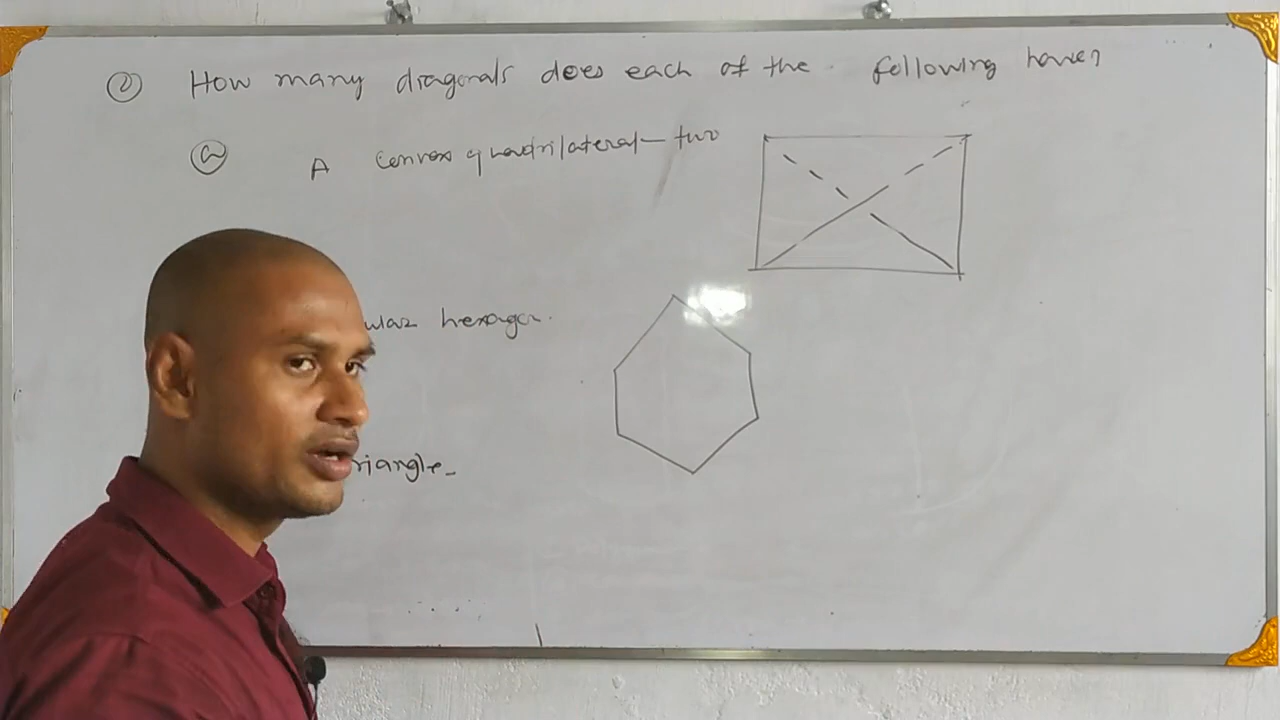 ② How many diagonals does each of the following have?
ⓐ A convex quadrilateral - two
ular hexagon.
riangle -